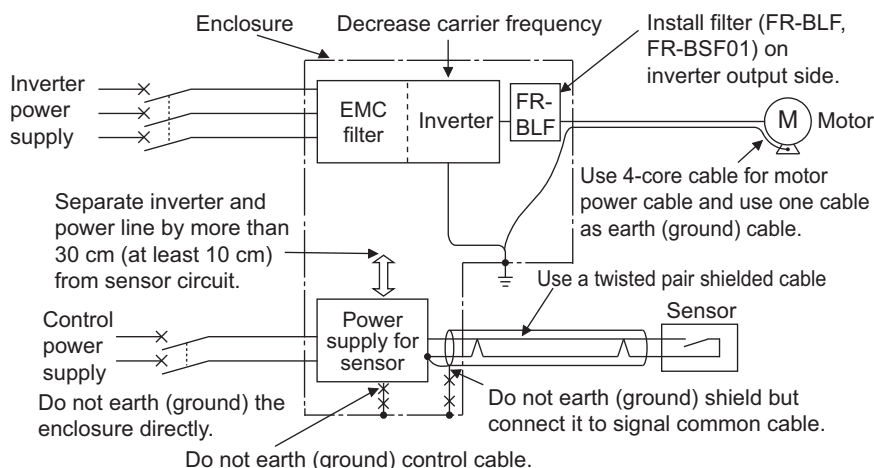 Enclosure
Decrease carrier frequency
Install filter (FR-BLF,
FR-BSF01) on
inverter output side.
Inverter
power
supply
EMC
filter
Inverter
FR-
BLF
M
Motor
Use 4-core cable for motor
power cable and use one cable
as earth (ground) cable.
Separate inverter and
power line by more than
30 cm (at least 10 cm)
from sensor circuit.
Use a twisted pair shielded cable
Control
power
supply
Power
supply for
sensor
Sensor
Do not earth (ground) the
enclosure directly.
Do not earth (ground) shield but
connect it to signal common cable.
Do not earth (ground) control cable.